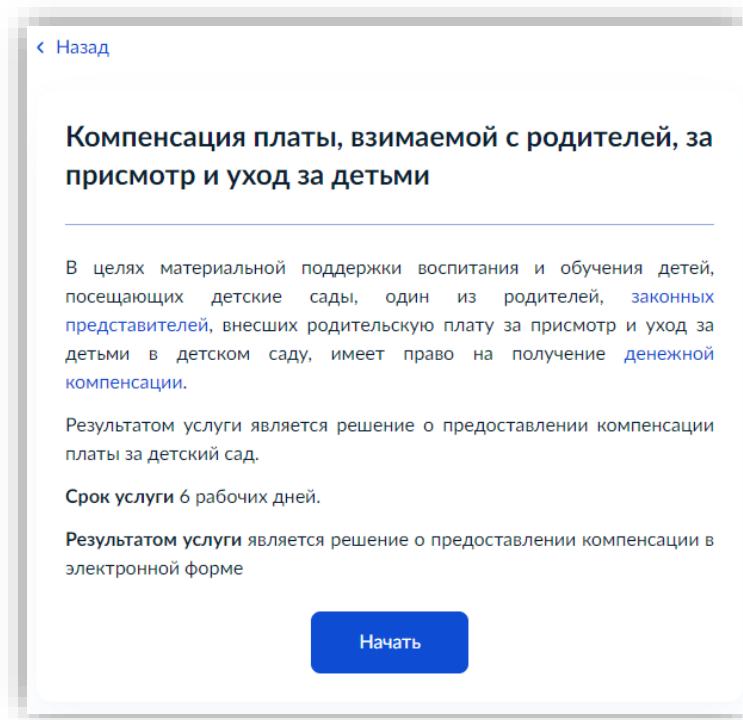 Назад
Компенсация платы, взимаемой с родителей, за
присмотр и уход за детьми
В целях материальной поддержки воспитания и обучения детей,
посещающих детские сады, один из родителей, законных
представителей, внесших родительскую плату за присмотр и уход за
детьми в детском саду, имеет право на получение денежной
компенсации.
Результатом услуги является решение о предоставлении компенсации
платы за детский сад.
Срок услуги 6 рабочих дней.
Результатом услуги является решение о предоставлении компенсации в
электронной форме
Начать